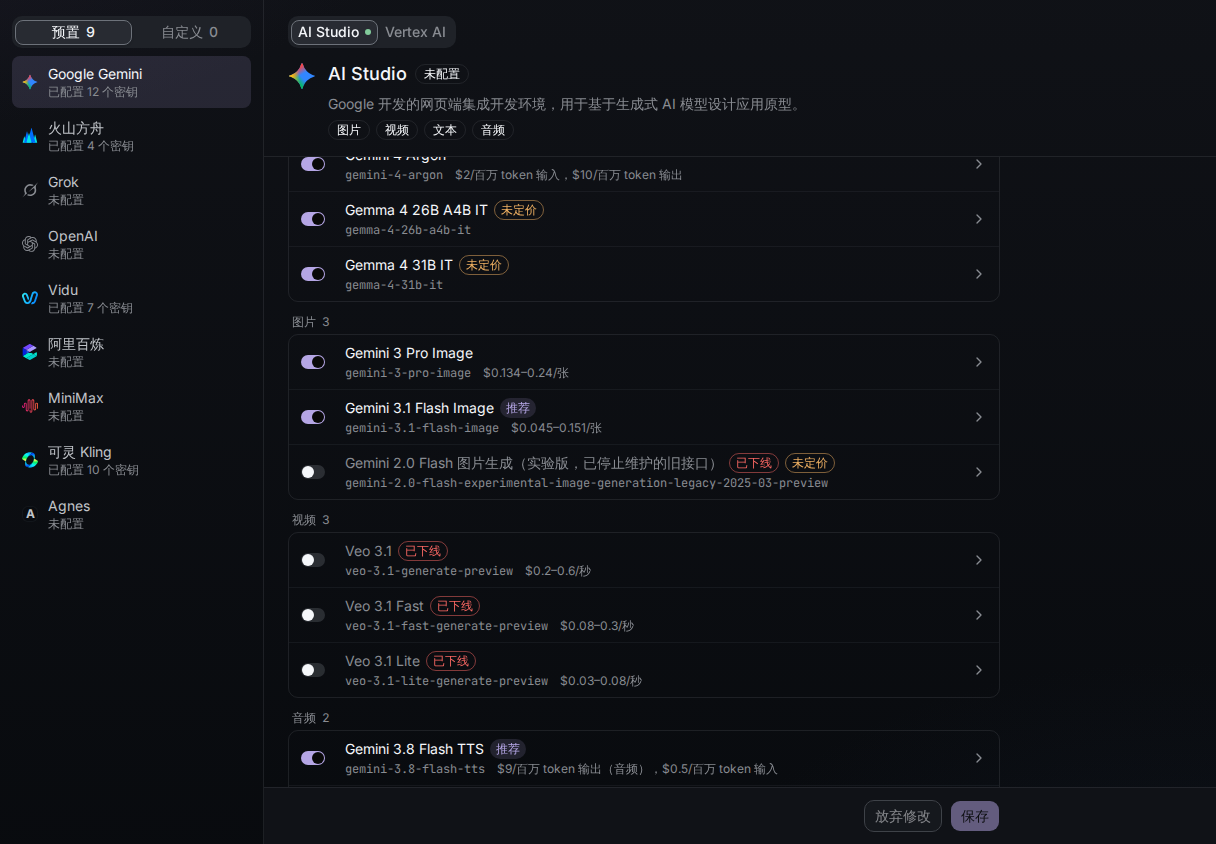 预置 9
自定义 0
Google Gemini
已配置 12 个密钥
火山方舟
已配置 4 个密钥
Grok
未配置
OpenAI
未配置
Vidu
已配置 7 个密钥
阿里百炼
未配置
MiniMax
未配置
可灵 Kling
已配置 10 个密钥
A Agnes
未配置
AI Studio
Vertex AI
AI Studio 未配置
Google 开发的网页端集成开发环境，用于基于生成式 AI 模型设计应用原型。
图片 视频 文本 音频
Gemini 4 Argon
gemini-4-argon $2/百万 token 输入，$10/百万 token 输出
Gemma 4 26B A4B IT 未定价
gemma-4-26b-a4b-it
Gemma 4 31B IT 未定价
gemma-4-31b-it
图片 3
Gemini 3 Pro Image
gemini-3-pro-image $0.134–0.24/张
Gemini 3.1 Flash Image 推荐
gemini-3.1-flash-image $0.045–0.151/张
Gemini 2.0 Flash 图片生成（实验版，已停止维护的旧接口） 已下线 未定价
gemini-2.0-flash-experimental-image-generation-legacy-2025-03-preview
视频 3
Veo 3.1 已下线
veo-3.1-generate-preview $0.2–0.6/秒
Veo 3.1 Fast 已下线
veo-3.1-fast-generate-preview $0.08–0.3/秒
Veo 3.1 Lite 已下线
veo-3.1-lite-generate-preview $0.03–0.08/秒
音频 2
Gemini 3.8 Flash TTS 推荐
gemini-3.8-flash-tts $9/百万 token 输出（音频），$0.5/百万 token 输入
放弃修改
保存